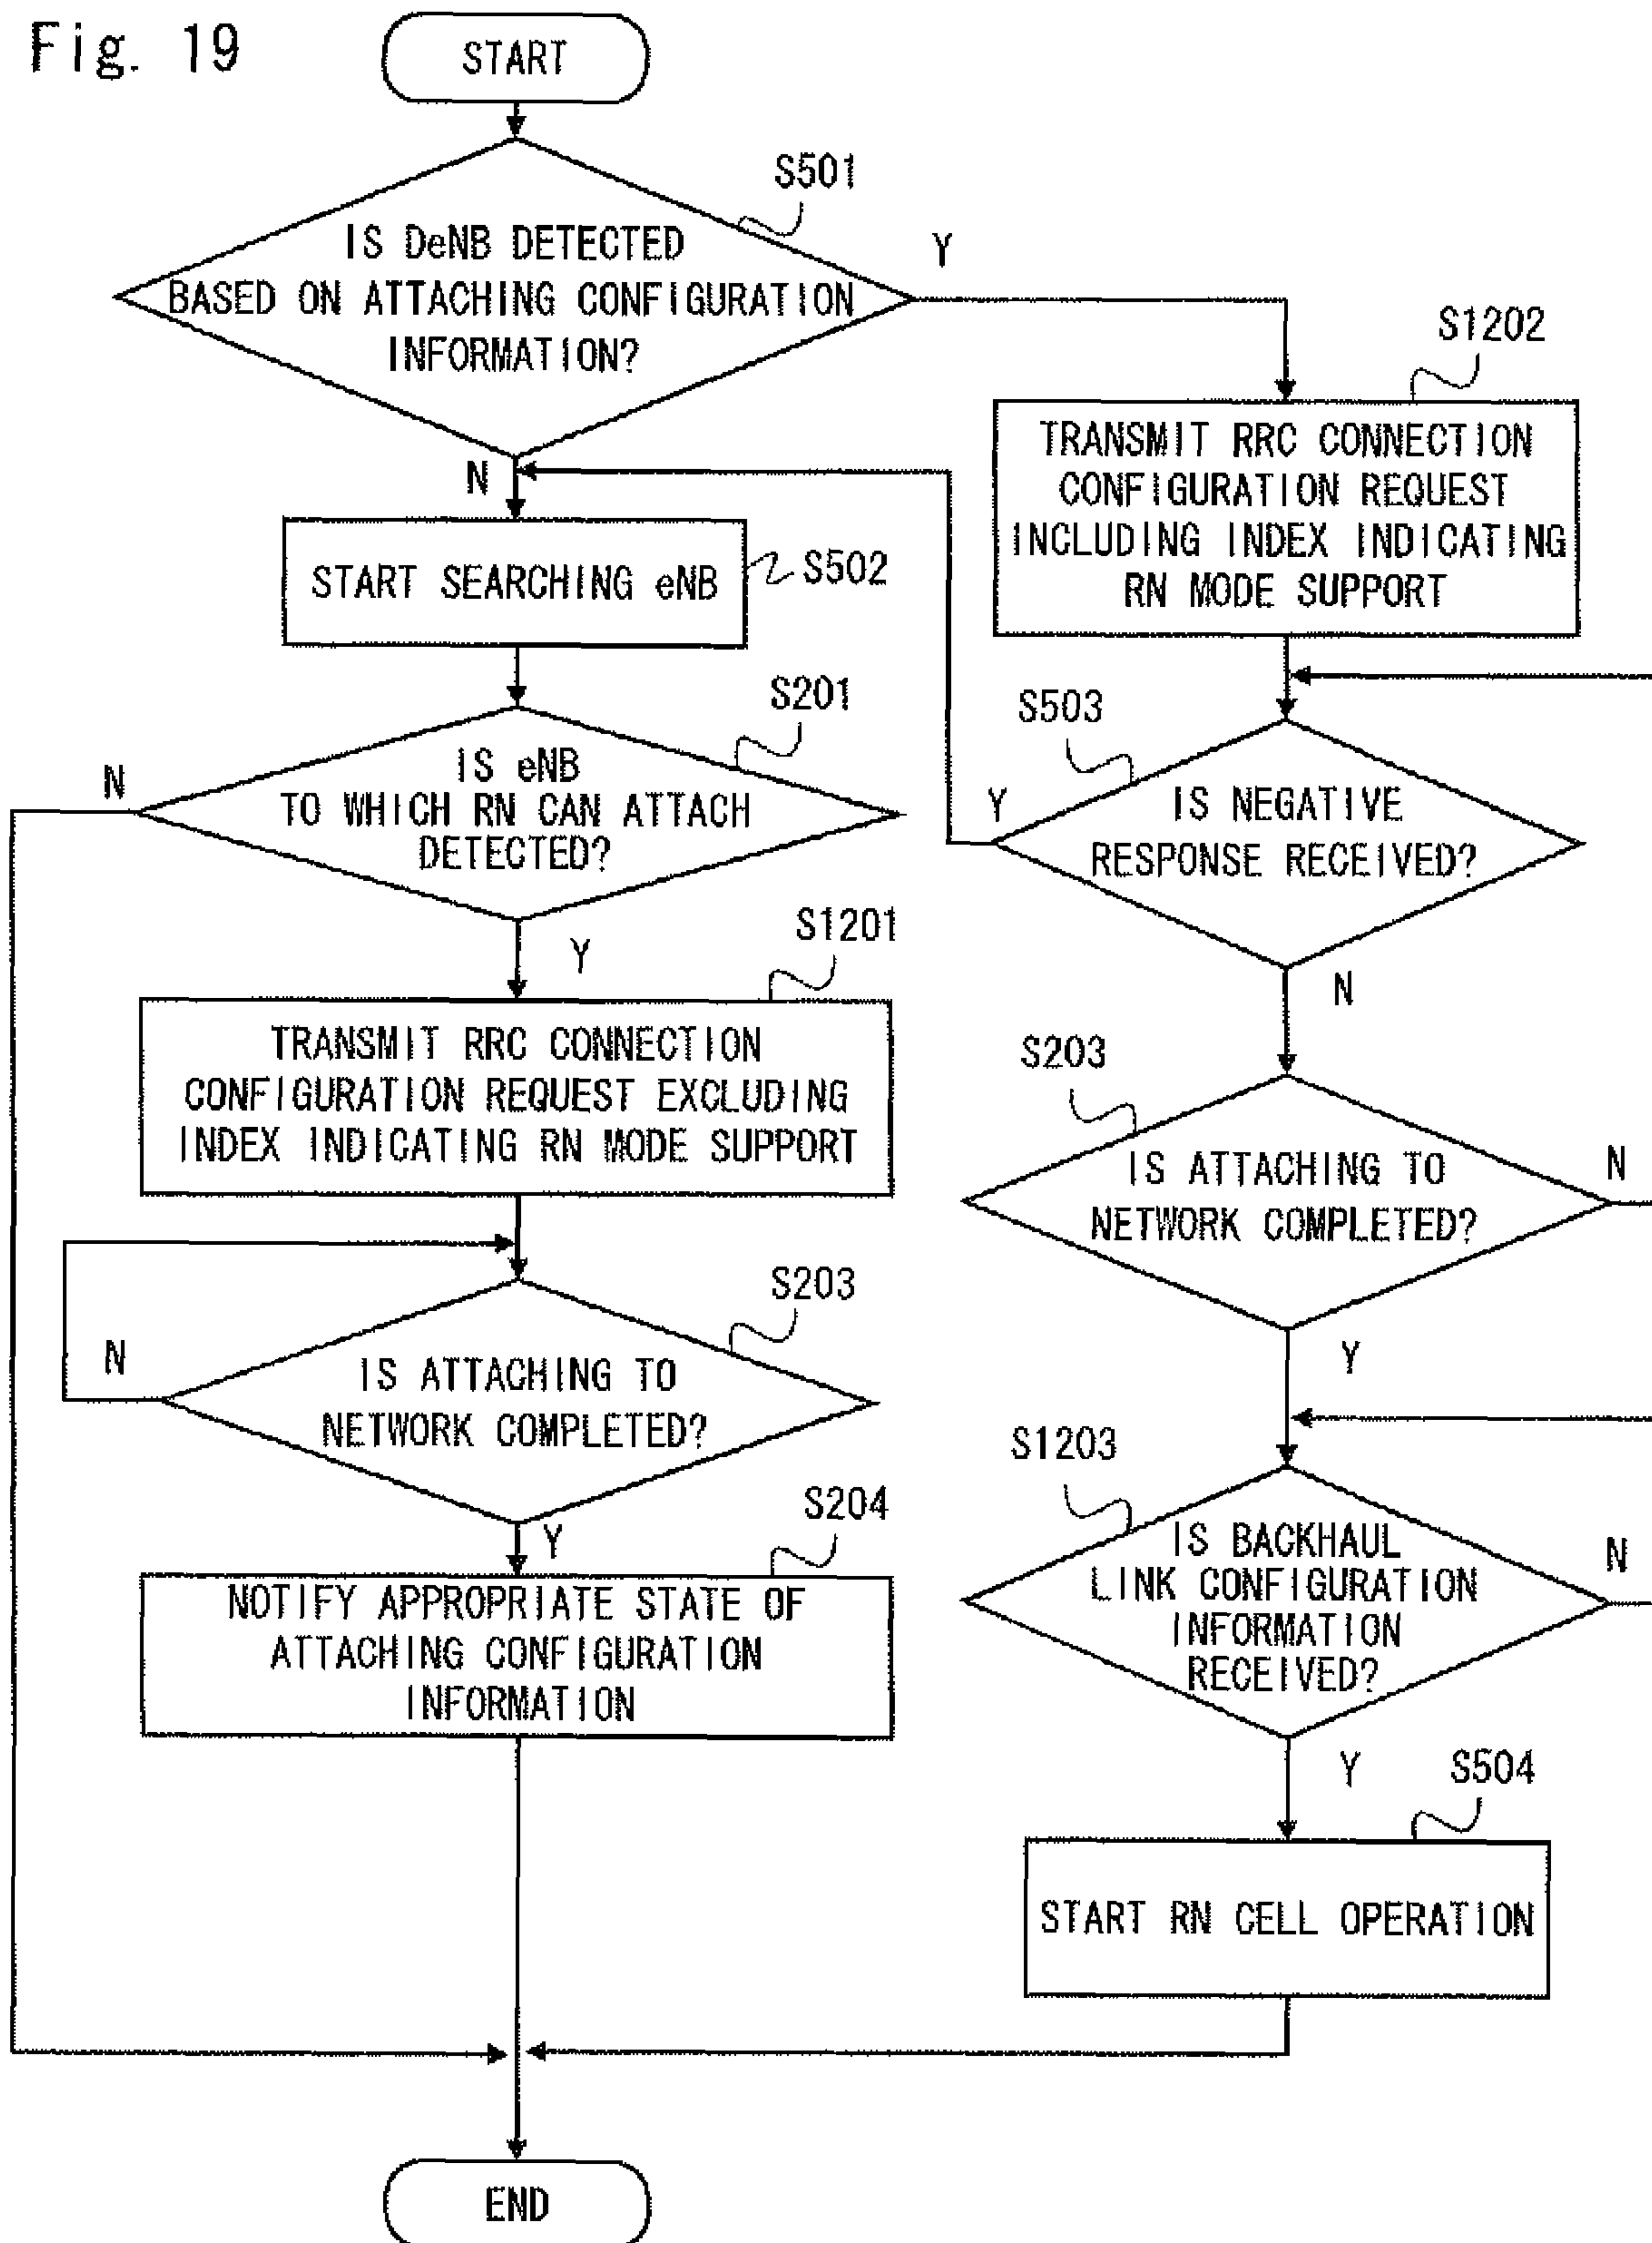 Fig. 19
START
S501
IS DeNB DETECTED
BASED ON ATTACHING CONFIGURATION
INFORMATION?
Y
N
S502
START SEARCHING eNB
S201
IS eNB
TO WHICH RN CAN ATTACH
DETECTED?
N
Y
S1201
TRANSMIT RRC CONNECTION
CONFIGURATION REQUEST EXCLUDING
INDEX INDICATING RN MODE SUPPORT
S203
IS ATTACHING TO
NETWORK COMPLETED?
N
Y
S204
NOTIFY APPROPRIATE STATE OF
ATTACHING CONFIGURATION
INFORMATION
S1202
TRANSMIT RRC CONNECTION
CONFIGURATION REQUEST
INCLUDING INDEX INDICATING
RN MODE SUPPORT
S503
IS NEGATIVE
RESPONSE RECEIVED?
Y
N
S203
IS ATTACHING TO
NETWORK COMPLETED?
N
Y
S1203
IS BACKHAUL
LINK CONFIGURATION
INFORMATION
RECEIVED?
N
Y
S504
START RN CELL OPERATION
END